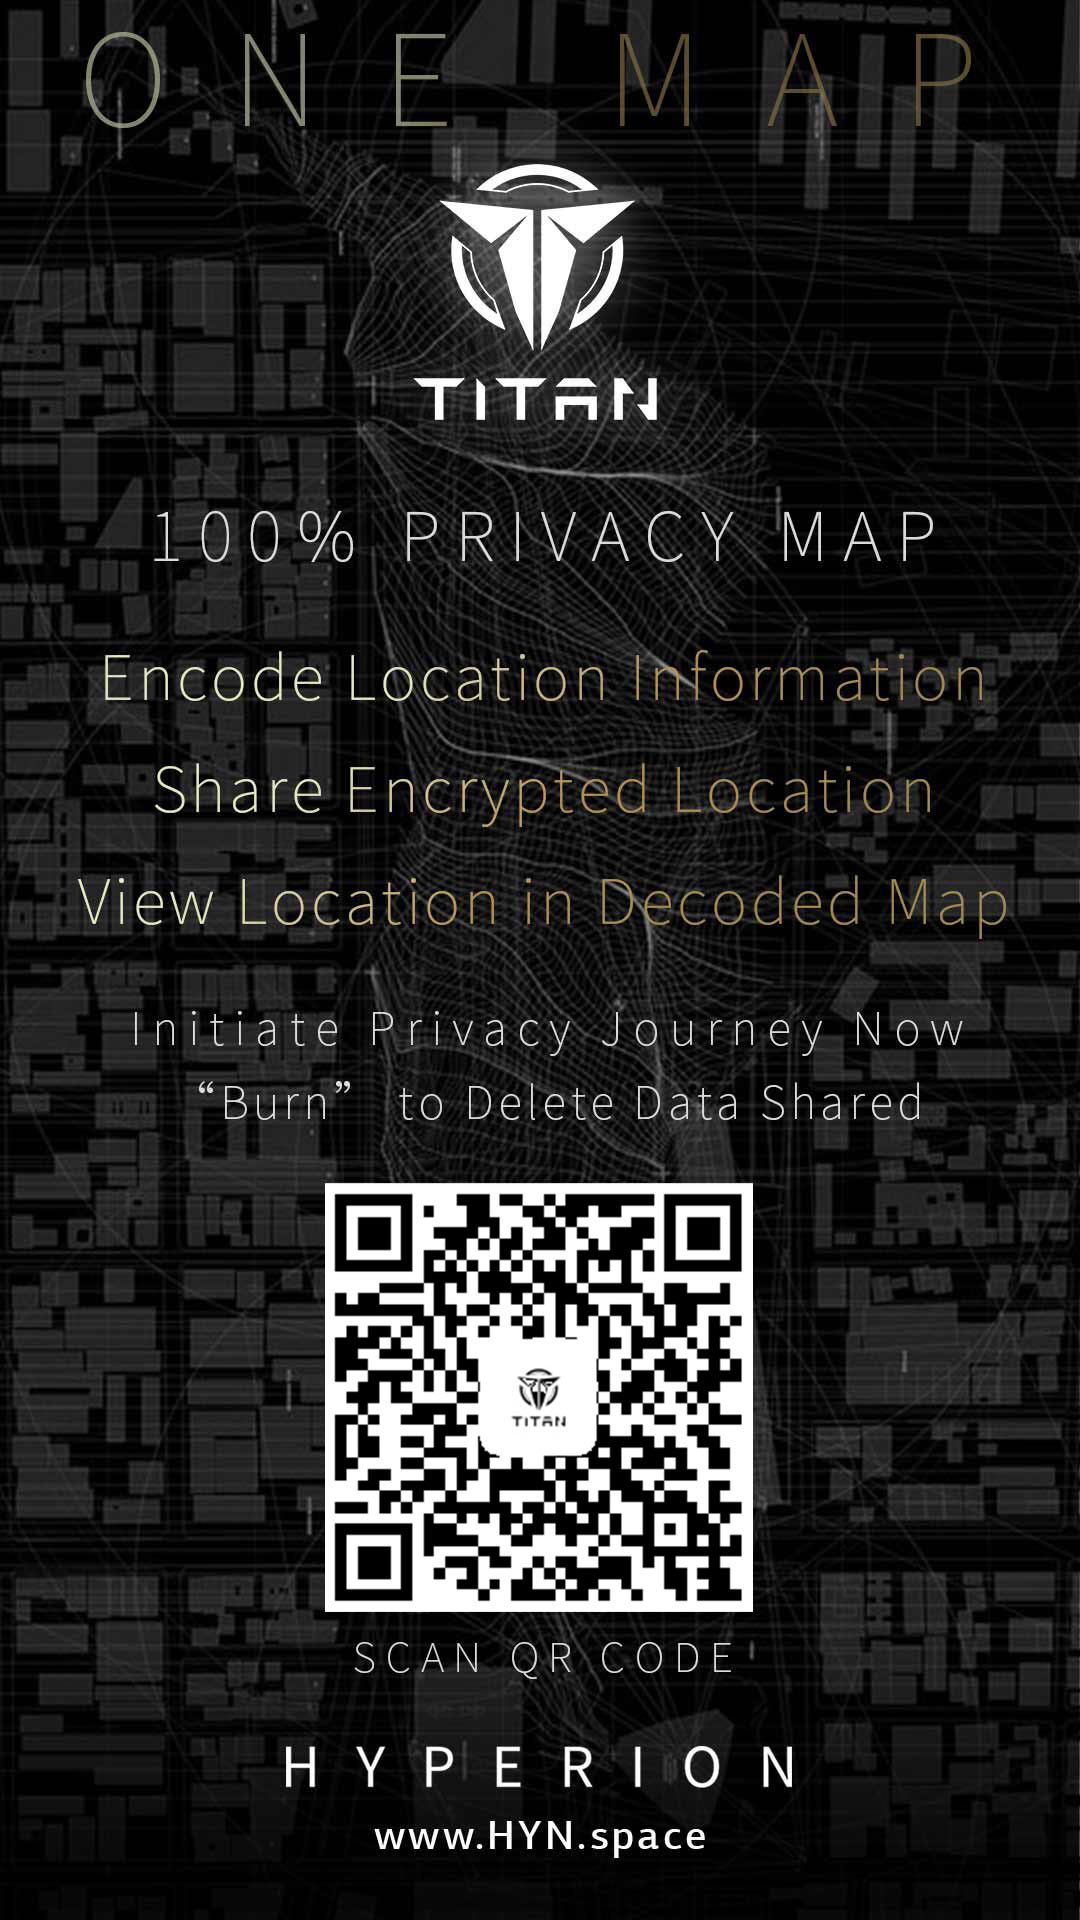 ONE MAP
TITAN
100% PRIVACY MAP
Encode Location Information
Share Encrypted Location
View Location in Decoded Map
Initiate Privacy Journey Now
“Burn” to Delete Data Shared
TITAN
SCAN QR CODE
HYPERION
www.HYN.space